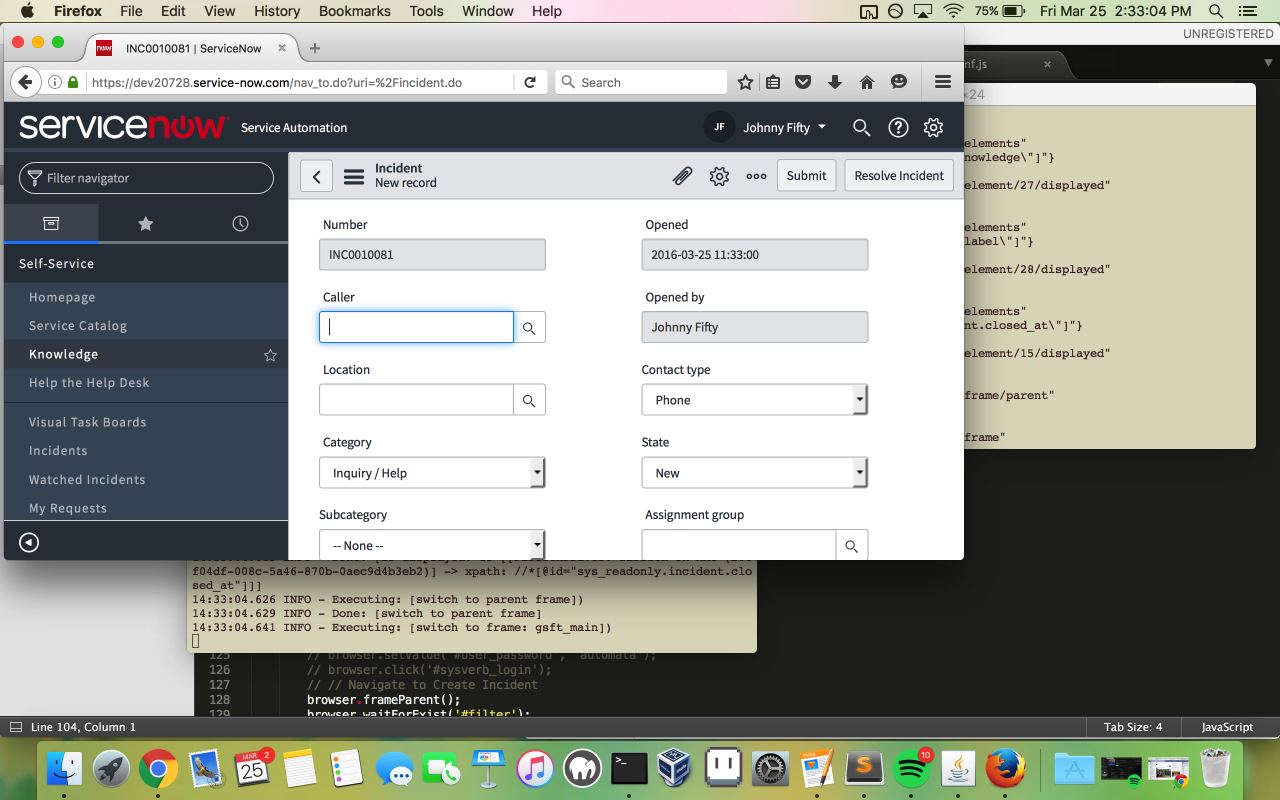 Firefox File Edit View History Bookmarks Tools Window Help 75% Fri Mar 25 2:33:04 PM
UNREGISTERED
now INC0010081 | ServiceNow
nf.js
https://dev20728.service-now.com/nav_to.do?uri=%2Fincident.do Search
×24
servicenow Service Automation JF Johnny Fifty
elements"
nowledge\"]"}
element/27/displayed"
elements"
label\"]"}
element/28/displayed"
elements"
nt.closed_at\"]"}
element/15/displayed"
frame/parent"
frame"
Filter navigator
Incident
New record
Submit Resolve Incident
Self-Service
Homepage
Service Catalog
Knowledge
Help the Help Desk
Visual Task Boards
Incidents
Watched Incidents
My Requests
Number
INC0010081
Opened
2016-03-25 11:33:00
Caller
Opened by
Johnny Fifty
Location
Contact type
Phone
Category
Inquiry / Help
State
New
Subcategory
-- None --
Assignment group
f04df-008c-5a46-870b-0aec9d4b3eb2)] -> xpath: //*[@id="sys_readonly.incident.clo
sed_at"]]]
14:33:04.626 INFO - Executing: [switch to parent frame])
14:33:04.629 INFO - Done: [switch to parent frame]
14:33:04.641 INFO - Executing: [switch to frame: gsft_main])
125 // browser.setValue('#user_password', 'automata');
126 // browser.click('#sysverb_login');
127 // // Navigate to Create Incident
128 browser.frameParent();
129 browser.waitForExist('#filter');
Line 104, Column 1 Tab Size: 4 JavaScript
MAR 25 2
10